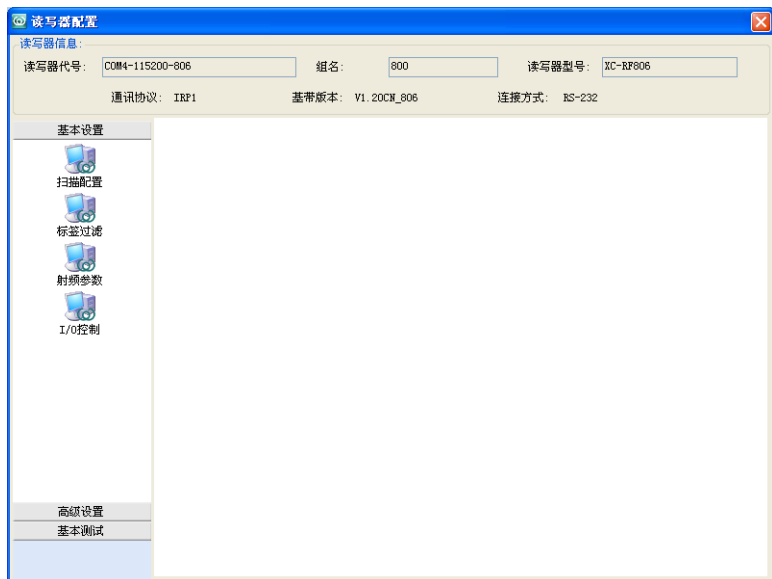 读写器配置
读写器信息:
读写器代号: COM4-115200-806 组名: 800 读写器型号: XC-RF806
通讯协议: IRP1 基带版本: V1.20CN_806 连接方式: RS-232
基本设置
扫描配置
标签过滤
射频参数
I/O控制
高级设置
基本测试